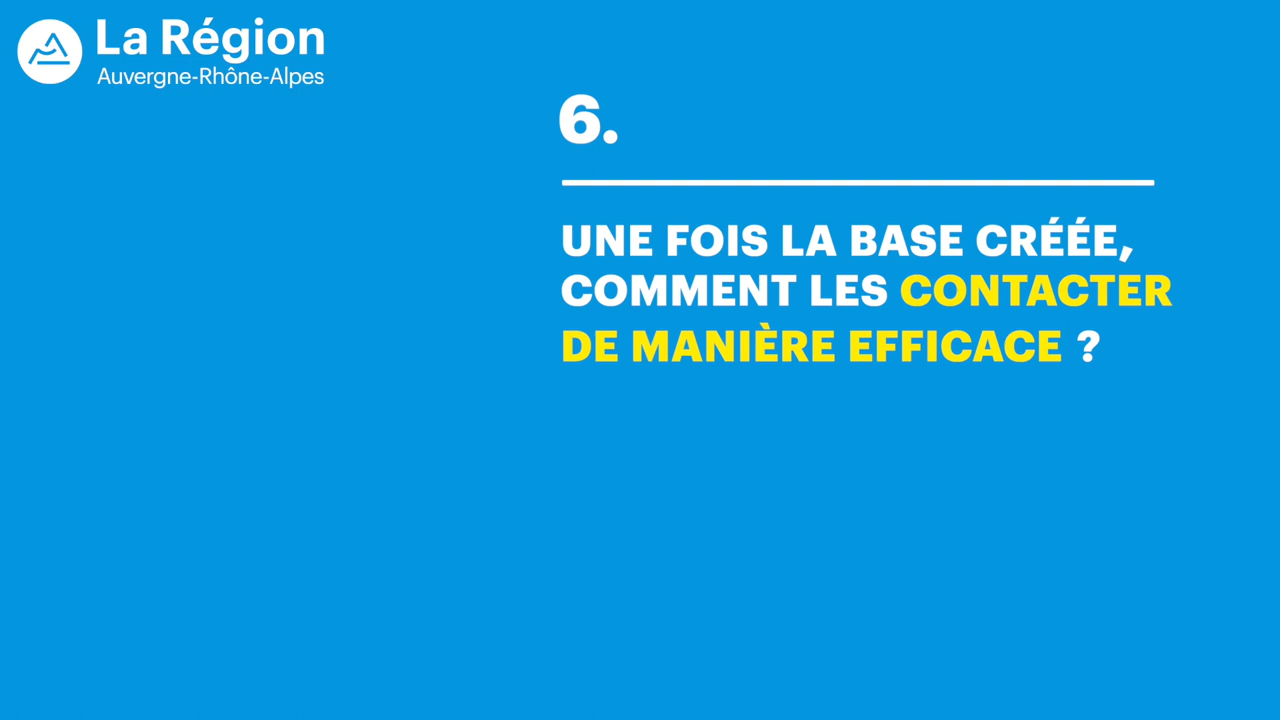 La Région
Auvergne-Rhône-Alpes
6.
UNE FOIS LA BASE CRÉÉE,
COMMENT LES CONTACTER
DE MANIÈRE EFFICACE ?